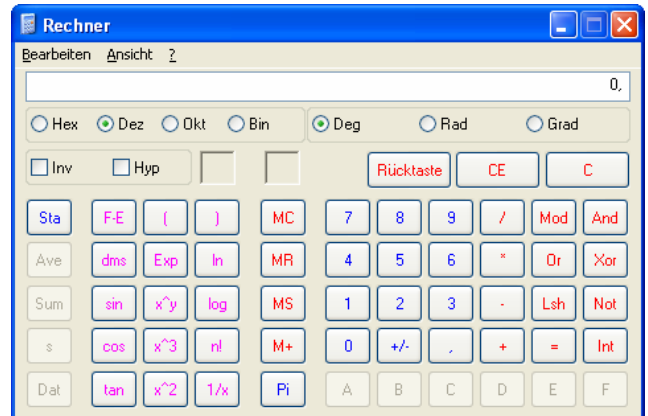 Rechner
Bearbeiten Ansicht ?
0,
Hex Dez Okt Bin Deg Rad Grad
Inv Hyp Rücktaste CE C
Sta F-E ( ) MC 7 8 9 / Mod And
Ave dms Exp ln MR 4 5 6 * Or Xor
Sum sin x^y log MS 1 2 3 - Lsh Not
s cos x^3 n! M+ 0 +/- , + = Int
Dat tan x^2 1/x Pi A B C D E F